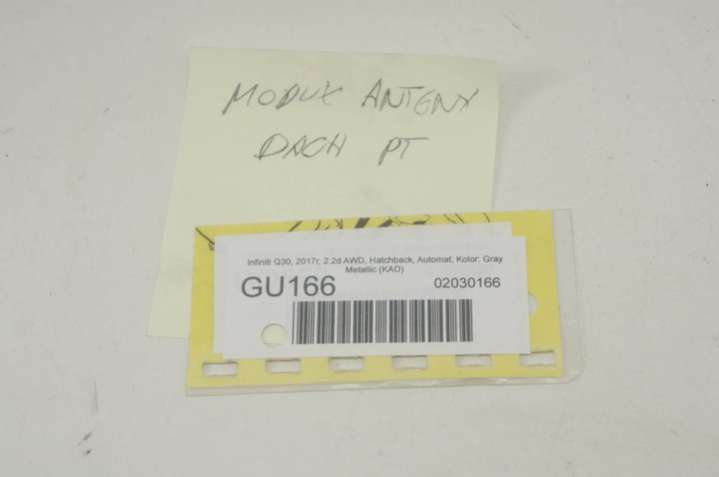 MODUŁ ANTENY
DACH PT
Infiniti Q30, 2017r, 2.2d AWD, Hatchback, Automat, Kolor: Gray
Metallic (KAD)
GU166
02030166